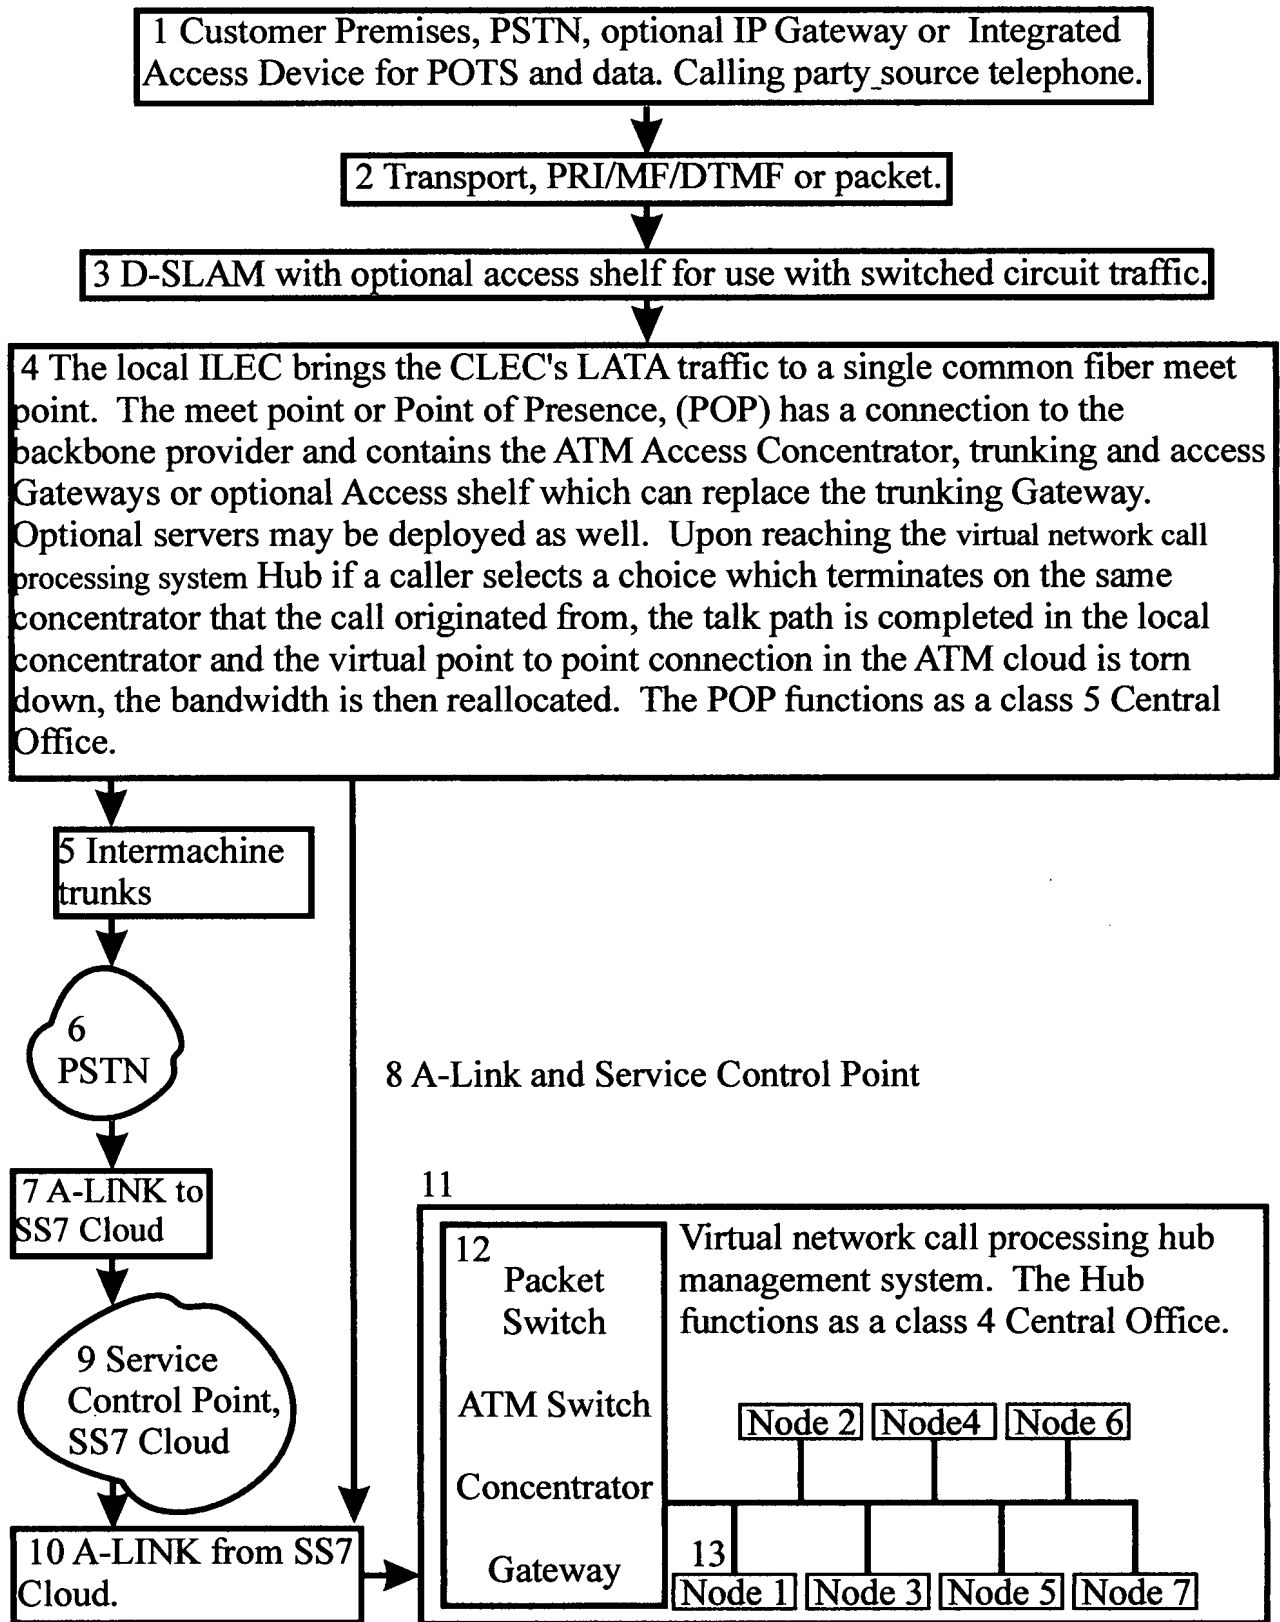 1 Customer Premises, PSTN, optional IP Gateway or Integrated
Access Device for POTS and data. Calling party_source telephone.
2 Transport, PRI/MF/DTMF or packet.
3 D-SLAM with optional access shelf for use with switched circuit traffic.
4 The local ILEC brings the CLEC's LATA traffic to a single common fiber meet
point. The meet point or Point of Presence, (POP) has a connection to the
backbone provider and contains the ATM Access Concentrator, trunking and access
Gateways or optional Access shelf which can replace the trunking Gateway.
Optional servers may be deployed as well. Upon reaching the virtual network call
processing system Hub if a caller selects a choice which terminates on the same
concentrator that the call originated from, the talk path is completed in the local
concentrator and the virtual point to point connection in the ATM cloud is torn
down, the bandwidth is then reallocated. The POP functions as a class 5 Central
Office.
5 Intermachine
trunks
6
PSTN
8 A-Link and Service Control Point
7 A-LINK to
SS7 Cloud
9 Service
Control Point,
SS7 Cloud
10 A-LINK from SS7
Cloud.
11
12
Packet
Switch
ATM Switch
Concentrator
Gateway
Virtual network call processing hub
management system. The Hub
functions as a class 4 Central Office.
Node 2
Node4
Node 6
13
Node 1
Node 3
Node 5
Node 7